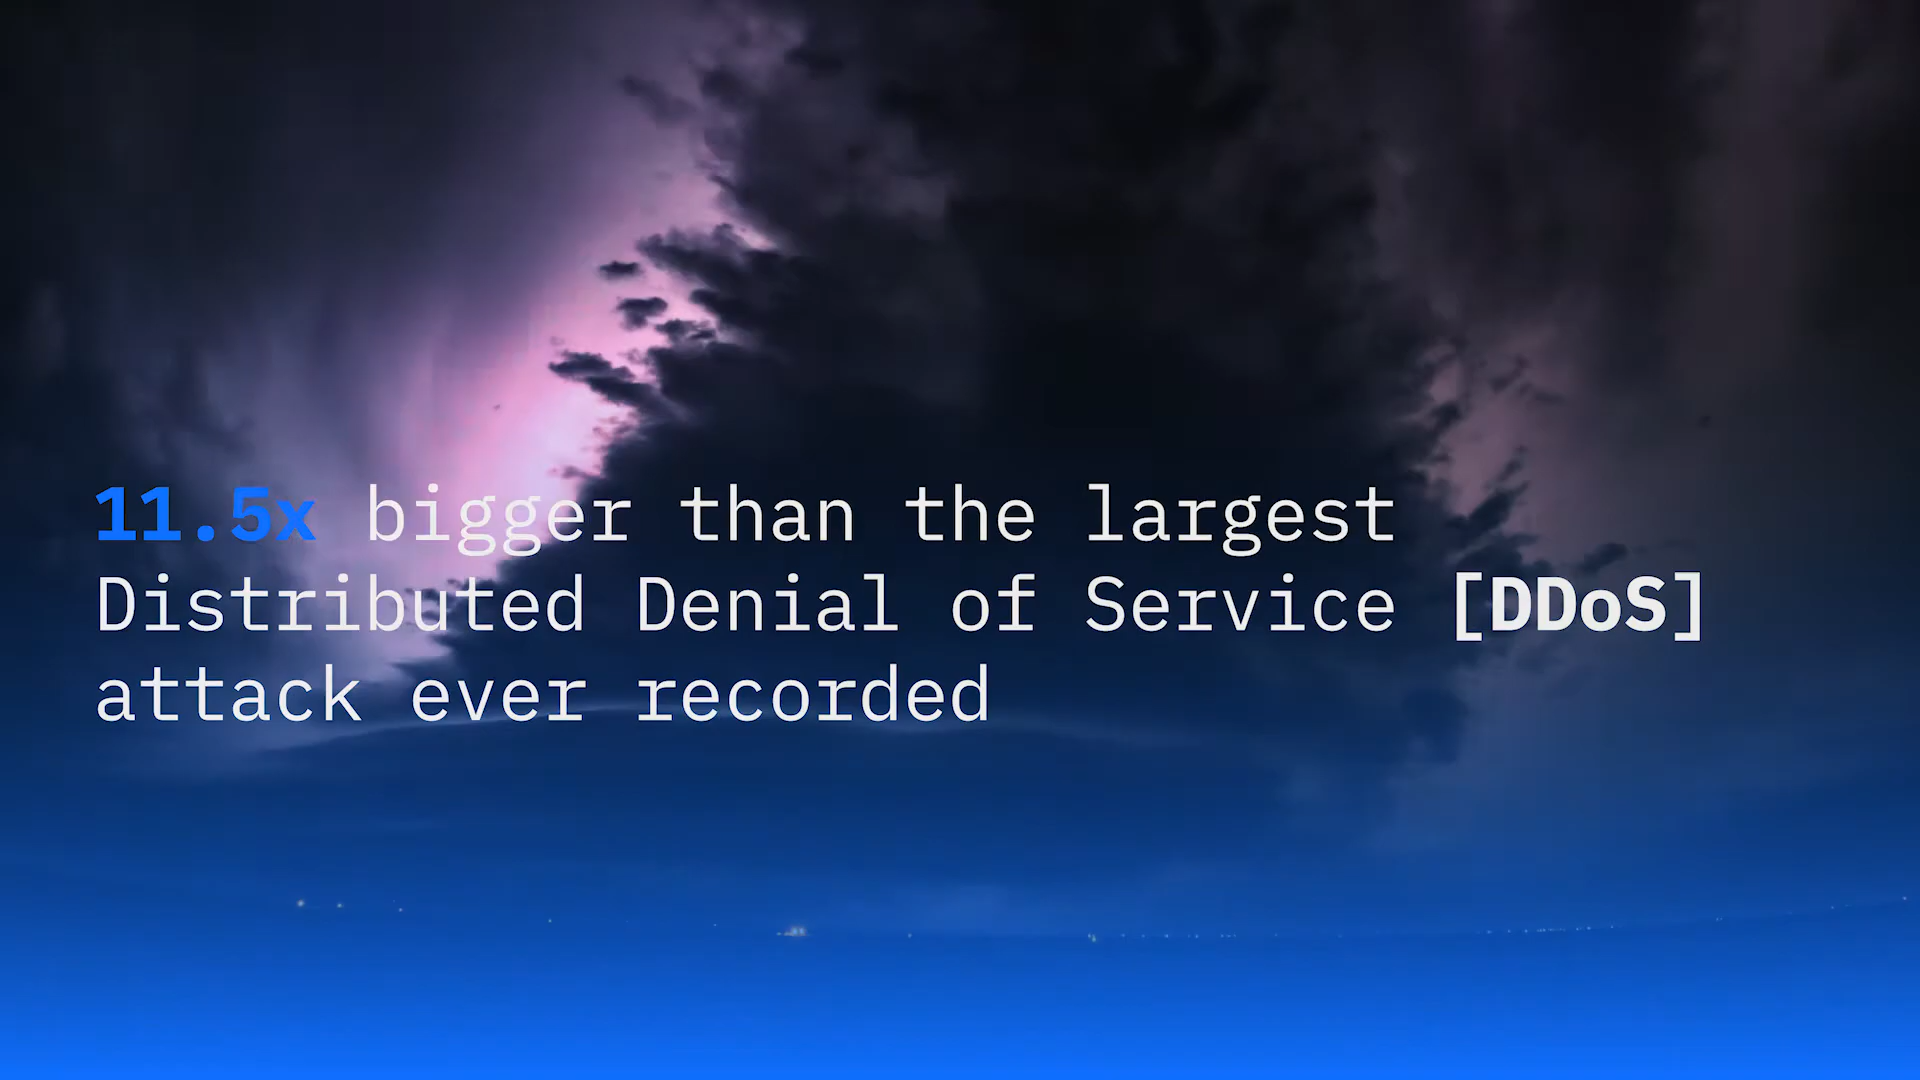 11.5x bigger than the largest
Distributed Denial of Service [DDoS]
attack ever recorded